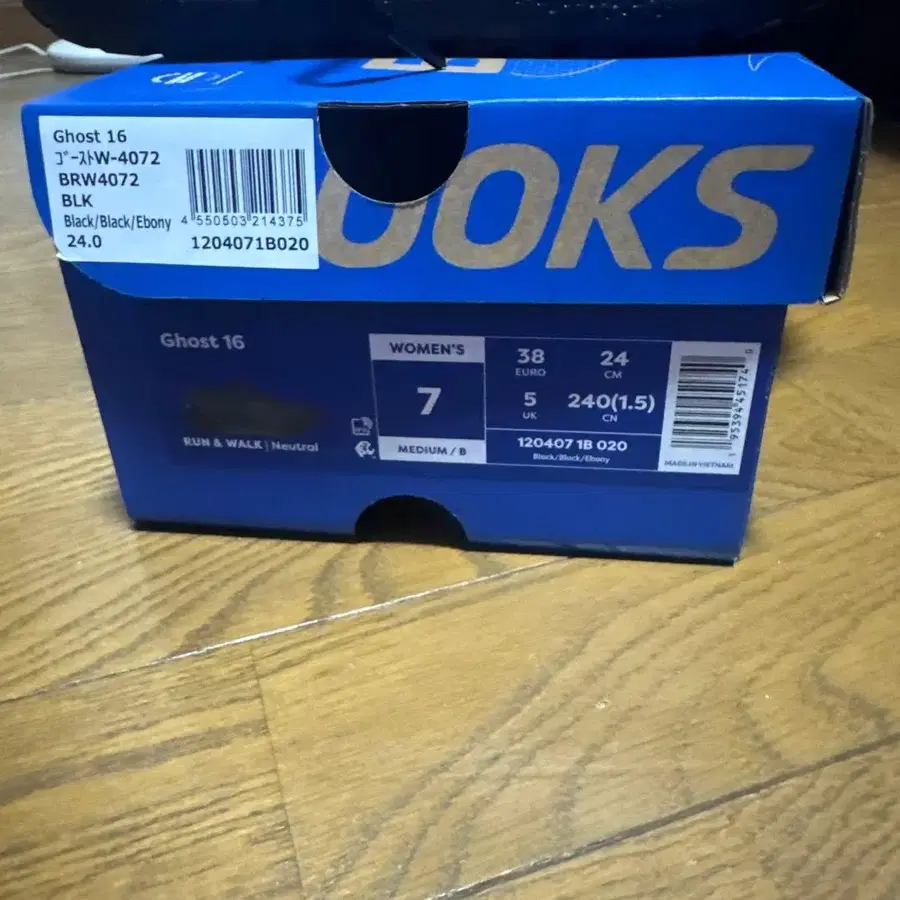 Ghost 16
ｺﾞｰｽﾄW-4072
BRW4072
BLK
Black/Black/Ebony
24.0
4 550503 214375
1204071B020
OOKS
Ghost 16
RUN & WALK | Neutral
WOMEN'S
7
MEDIUM / B
38
EURO
24
CM
5
UK
240(1.5)
CN
120407 1B 020
Black/Black/Ebony
MADE IN VIETNAM